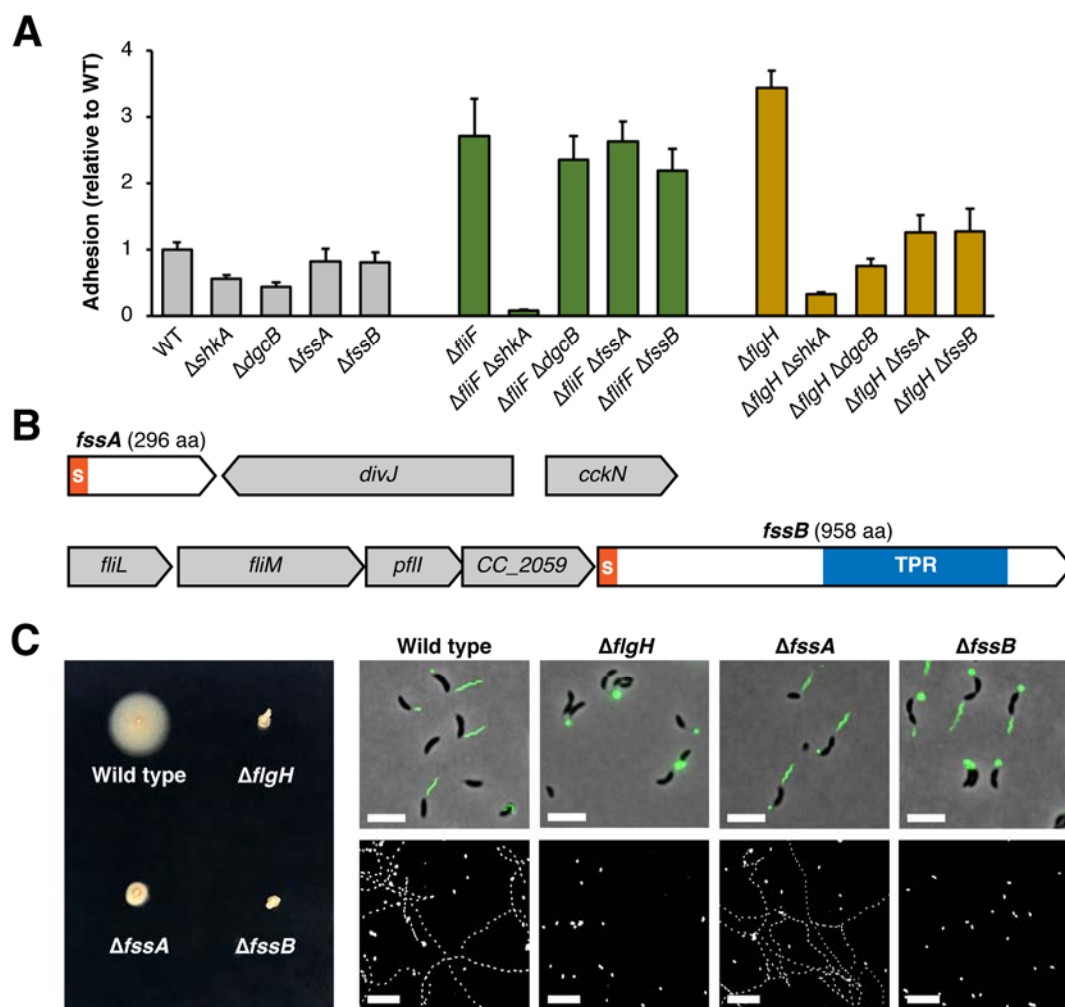 A
Adhesion (relative to WT)
4
3
2
1
0
WT
ΔshkA
ΔdgcB
ΔfssA
ΔfssB
ΔfliF
ΔfliF ΔshkA
ΔfliF ΔdgcB
ΔfliF ΔfssA
ΔflifF ΔfssB
ΔflgH
ΔflgH ΔshkA
ΔflgH ΔdgcB
ΔflgH ΔfssA
ΔflgH ΔfssB
B
fssA (296 aa)
S
divJ
cckN
fssB (958 aa)
fliL
fliM
pflI
CC_2059
S
TPR
C
Wild type
ΔflgH
ΔfssA
ΔfssB
Wild type
ΔflgH
ΔfssA
ΔfssB